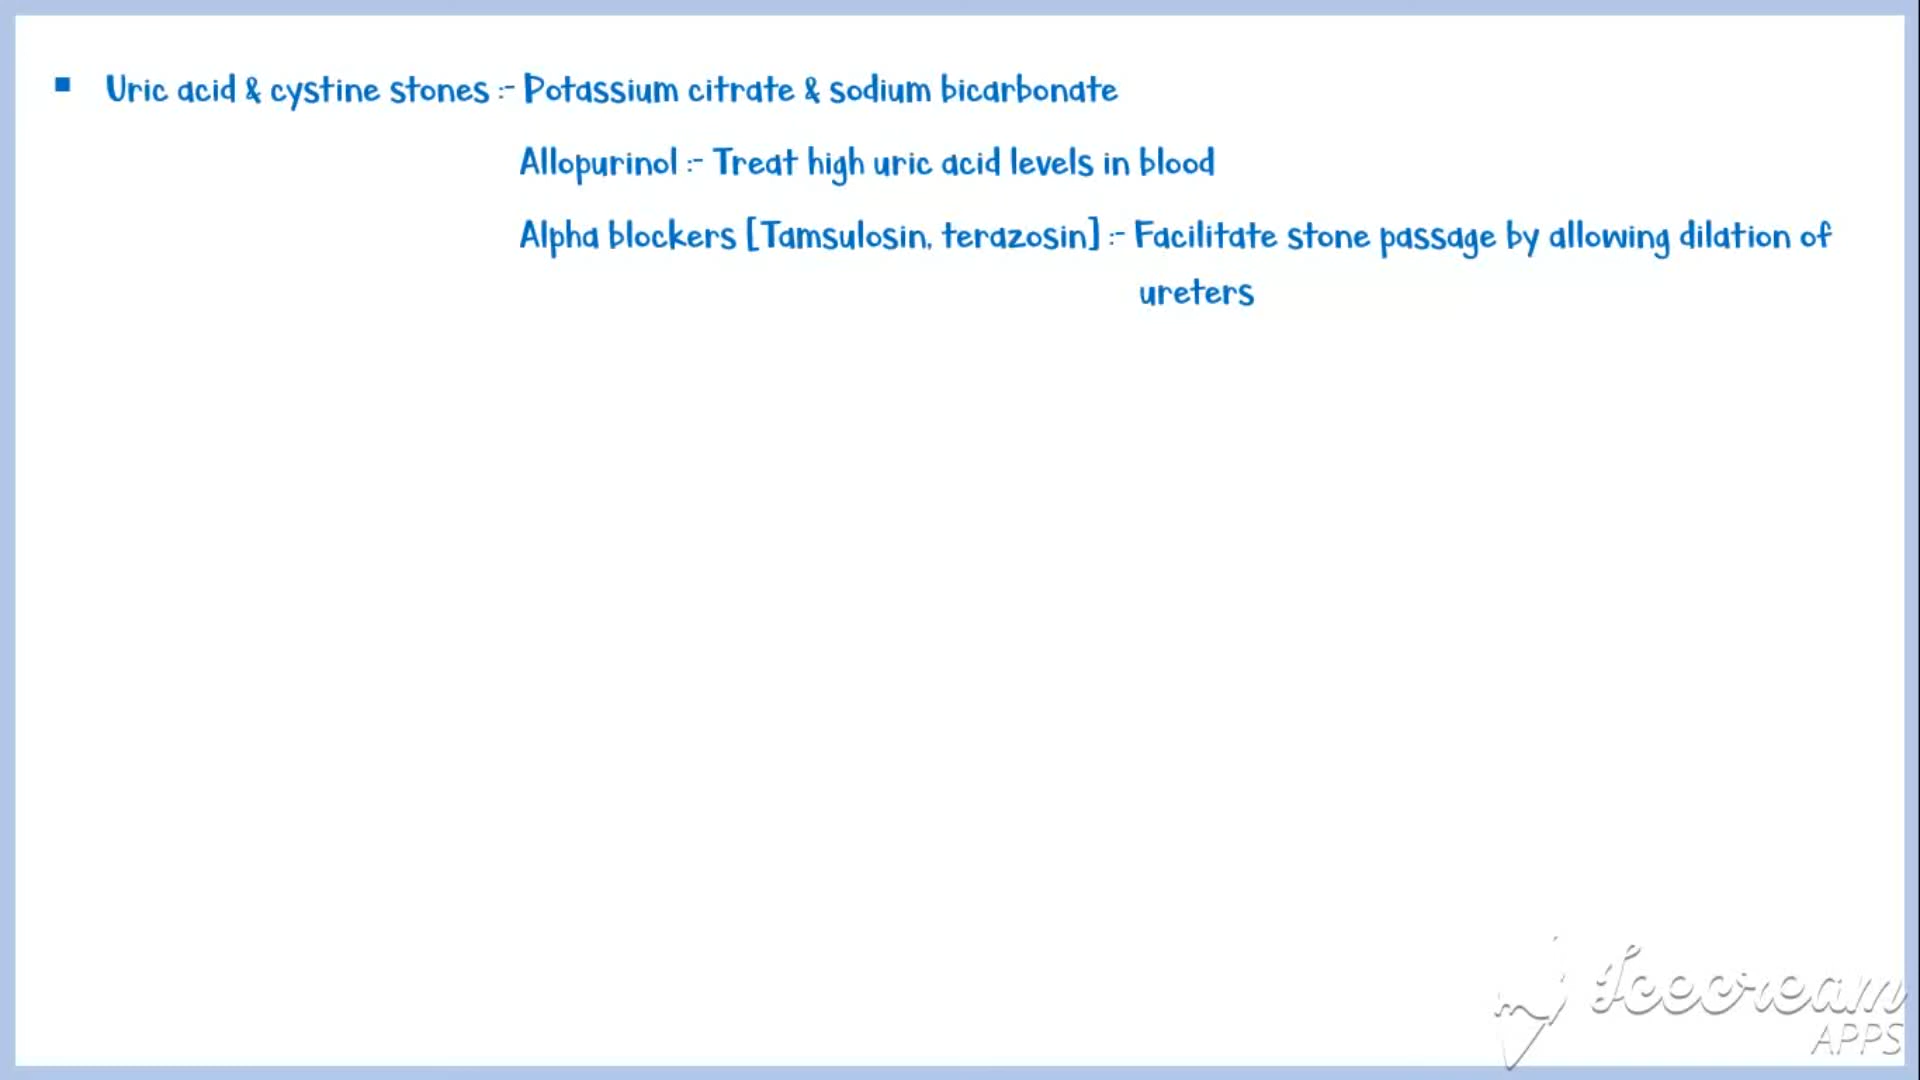 ▪ Uric acid & cystine stones :- Potassium citrate & sodium bicarbonate
Allopurinol :- Treat high uric acid levels in blood
Alpha blockers [Tamsulosin, terazosin] :- Facilitate stone passage by allowing dilation of
ureters
Icecream
APPS